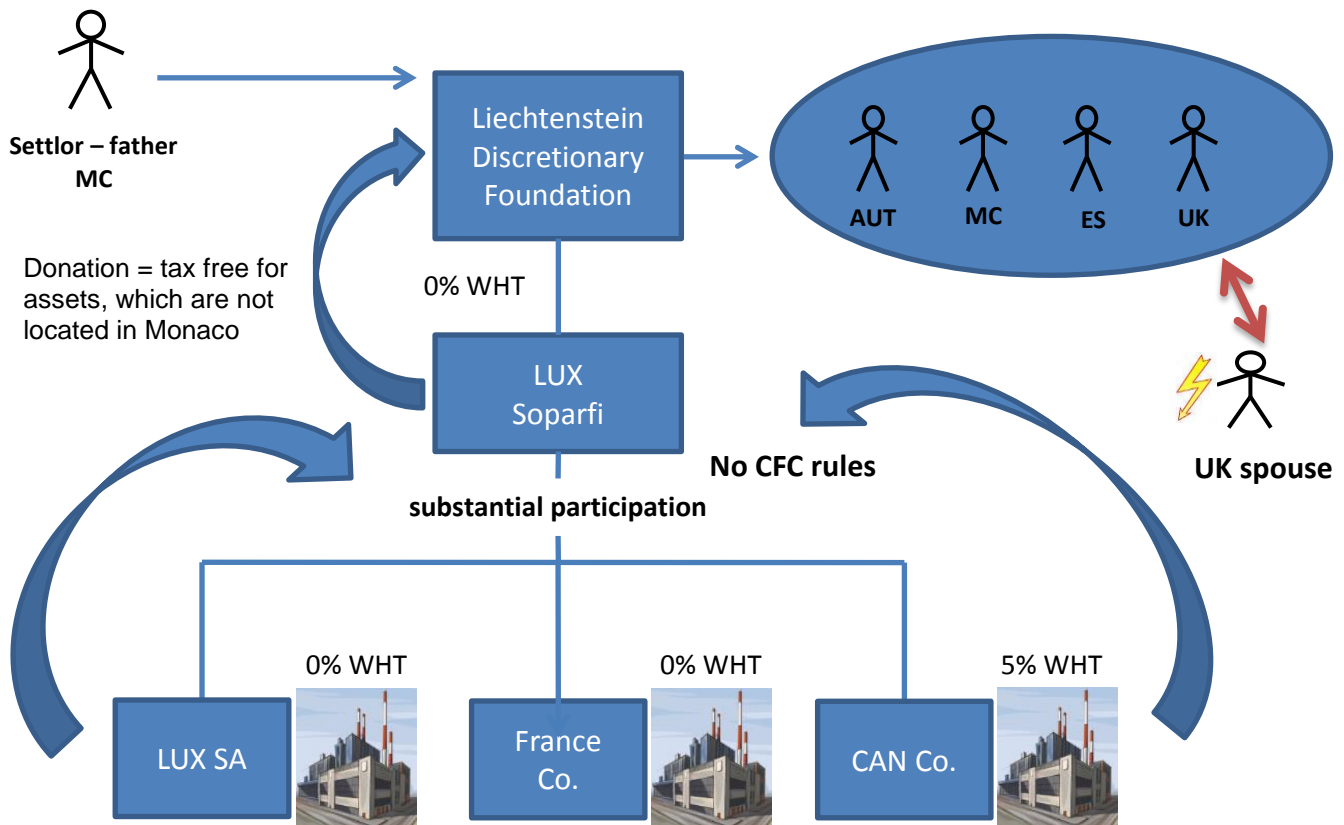 Settlor – father
MC
Liechtenstein
Discretionary
Foundation
AUT
MC
ES
UK
Donation = tax free for
assets, which are not
located in Monaco
0% WHT
LUX
Soparfi
No CFC rules
UK spouse
substantial participation
0% WHT
0% WHT
5% WHT
LUX SA
France
Co.
CAN Co.